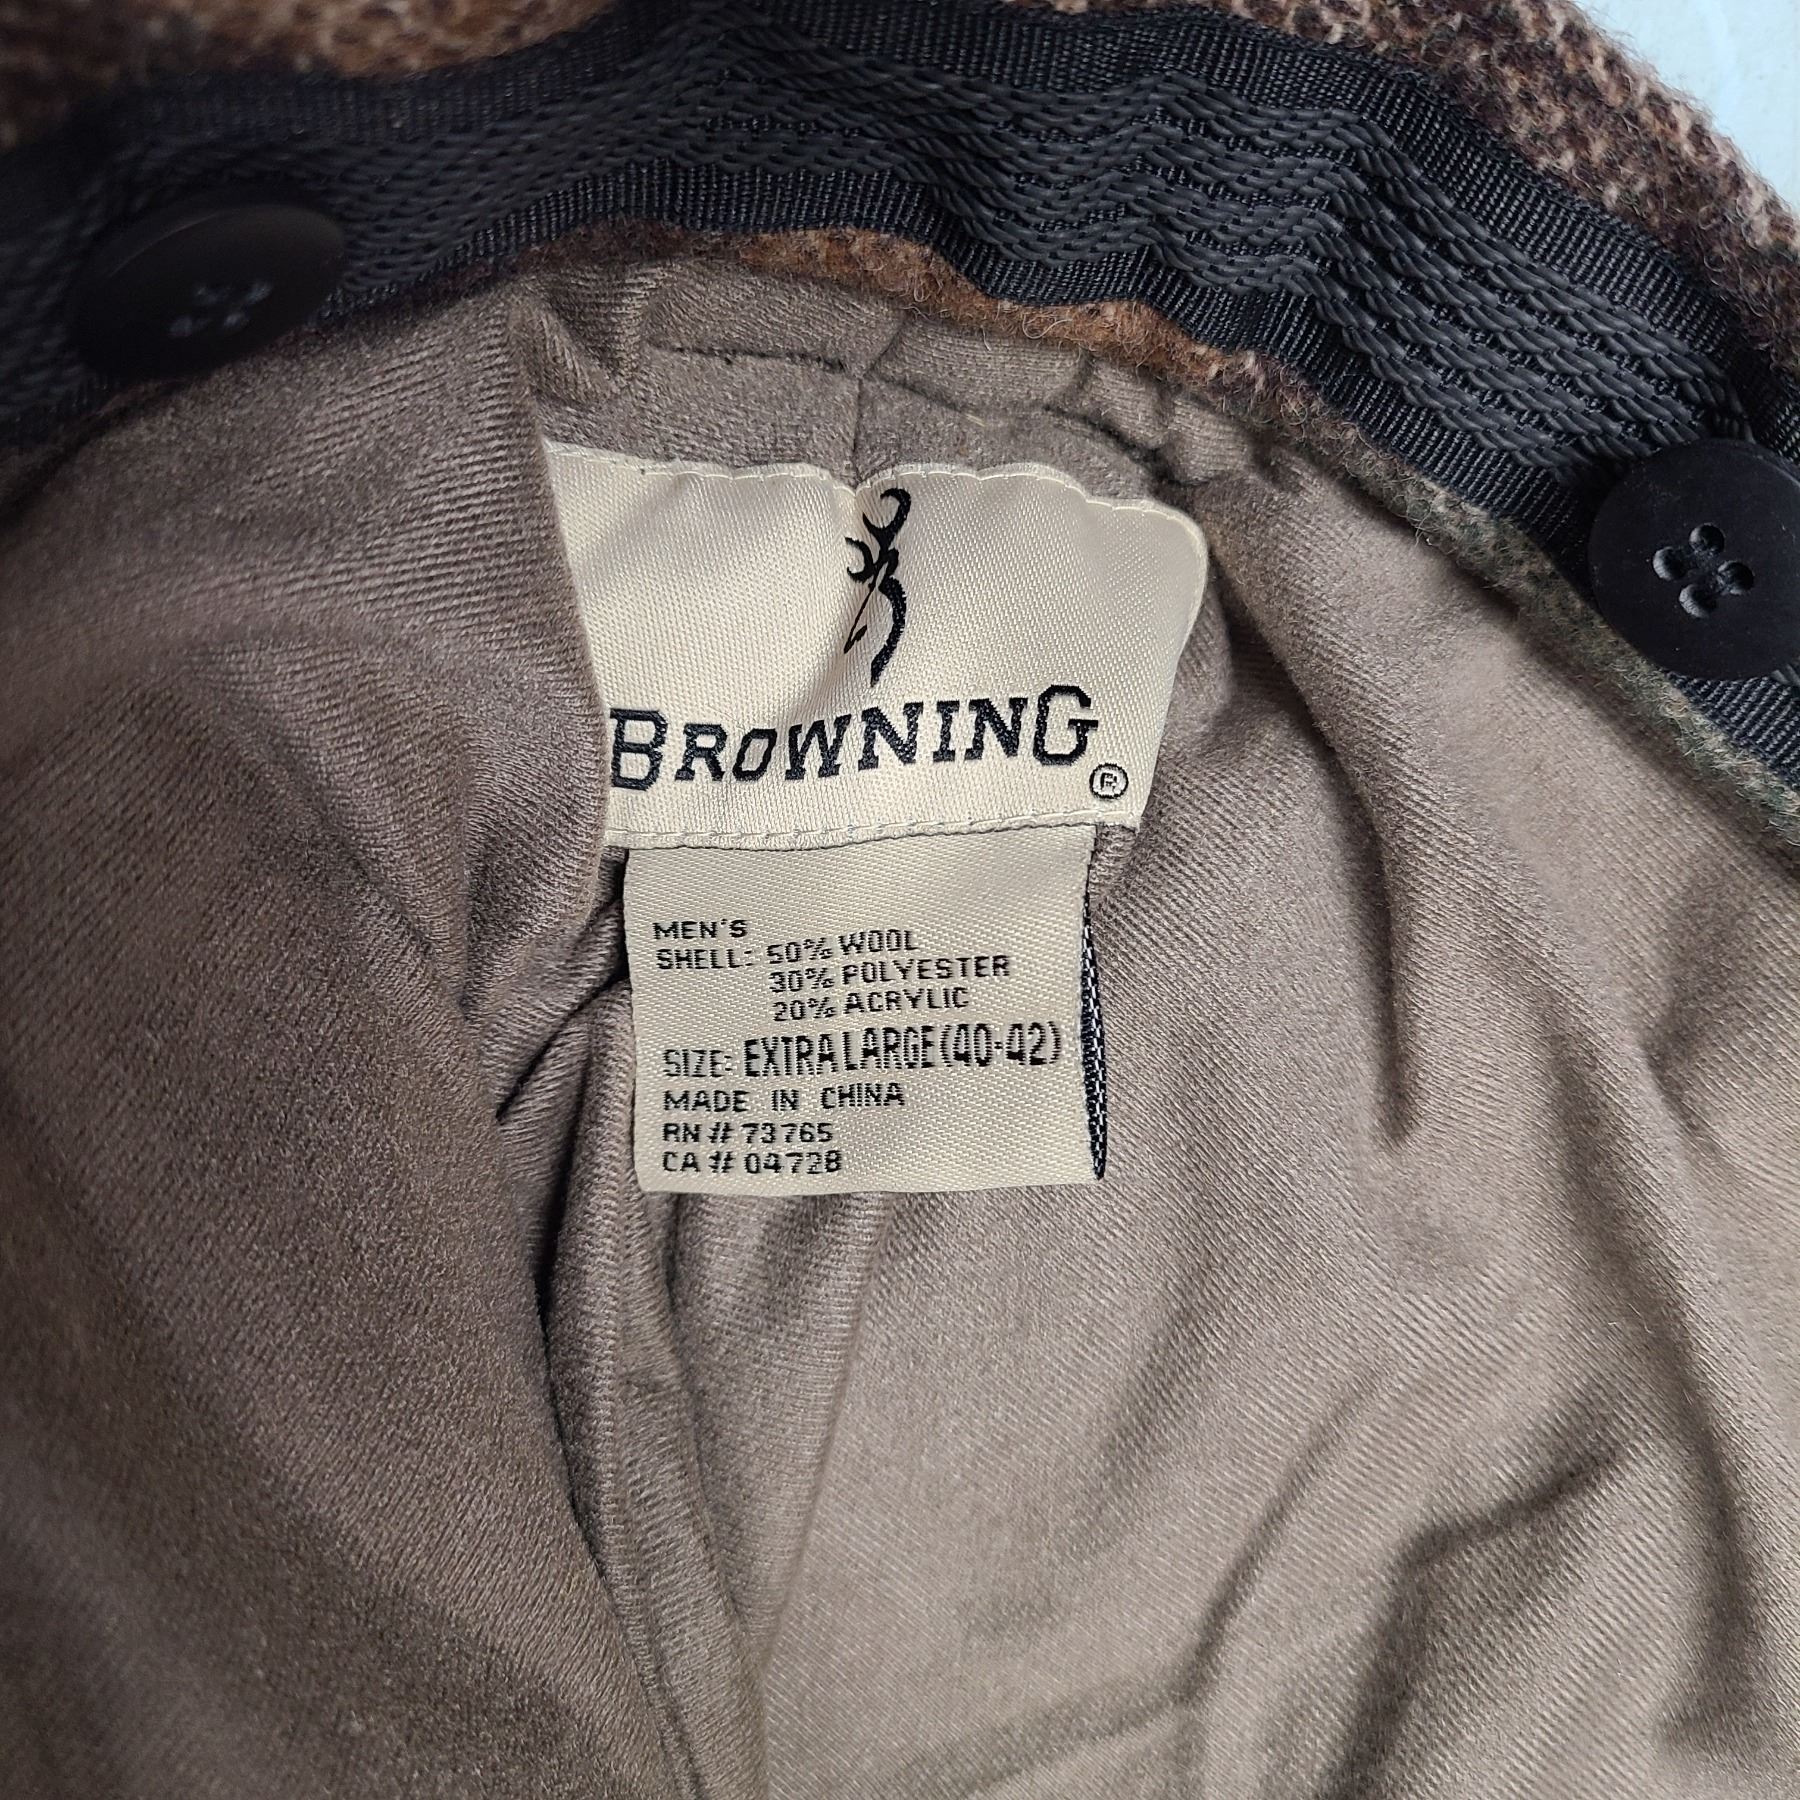 BROWNING®
MEN'S
SHELL: 50% WOOL
30% POLYESTER
20% ACRYLIC
SIZE: EXTRA LARGE (40-42)
MADE IN CHINA
RN # 73765
CA # 04728